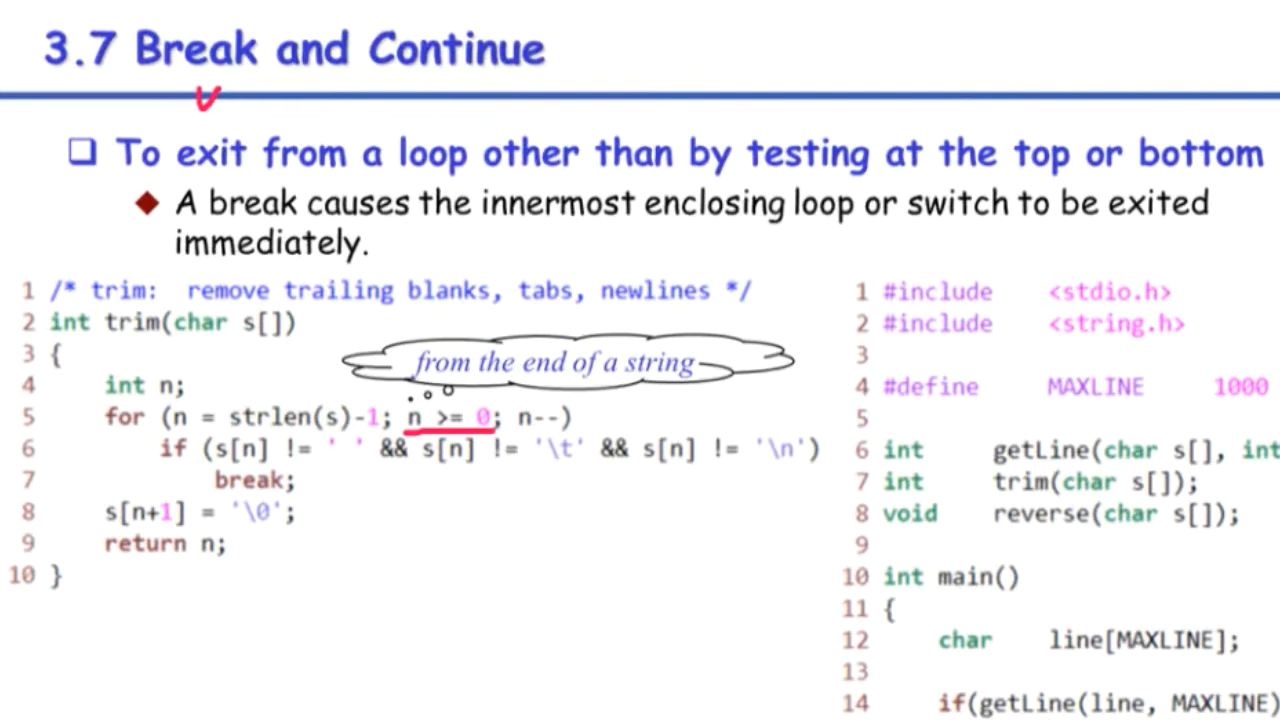 3.7 Break and Continue
To exit from a loop other than by testing at the top or bottom
A break causes the innermost enclosing loop or switch to be exited
immediately.
1 /* trim:  remove trailing blanks, tabs, newlines */
2 int trim(char s[])
3 {
from the end of a string
4     int n;
5     for (n = strlen(s)-1; n >= 0; n--)
6         if (s[n] != ' ' && s[n] != '\t' && s[n] != '\n')
7             break;
8     s[n+1] = '\0';
9     return n;
10 }
1 #include    <stdio.h>
2 #include    <string.h>
3
4 #define     MAXLINE     1000
5
6 int     getLine(char s[], int
7 int     trim(char s[]);
8 void    reverse(char s[]);
9
10 int main()
11 {
12     char    line[MAXLINE];
13
14     if(getLine(line, MAXLINE)